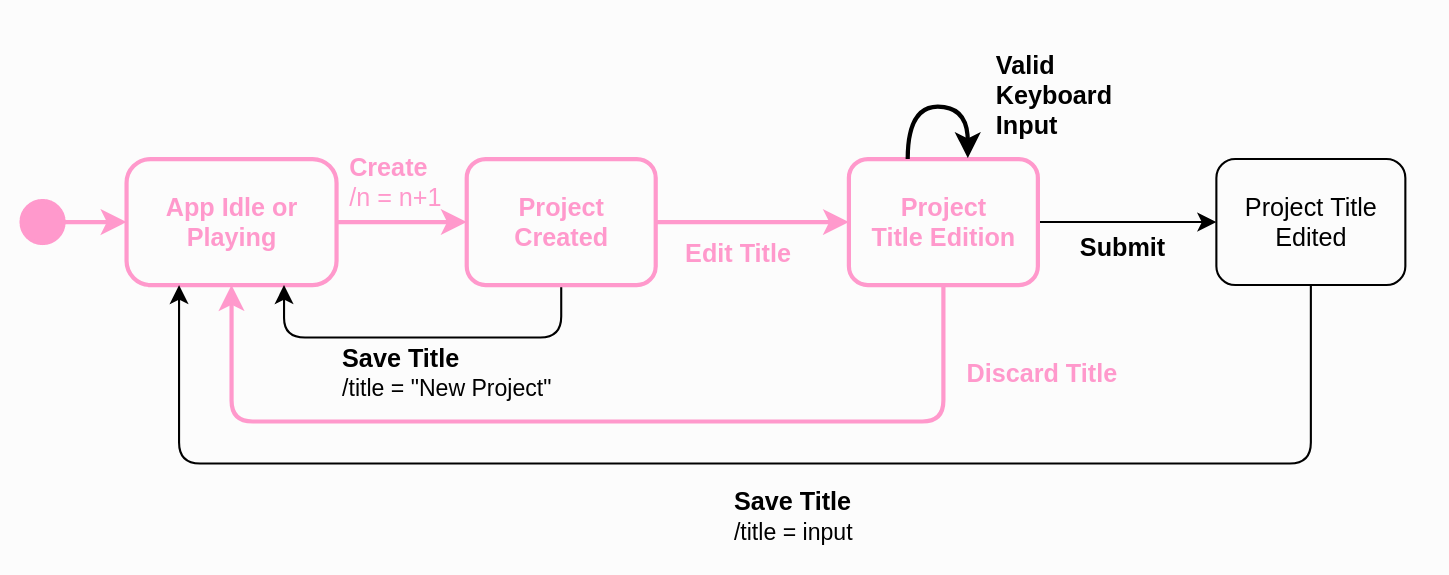 Valid
Keyboard
Input
Create
/n = n+1
App Idle or
Playing
Project
Created
Edit Title
Project
Title Edition
Submit
Project Title
Edited
Save Title
/title = "New Project"
Discard Title
Save Title
/title = input